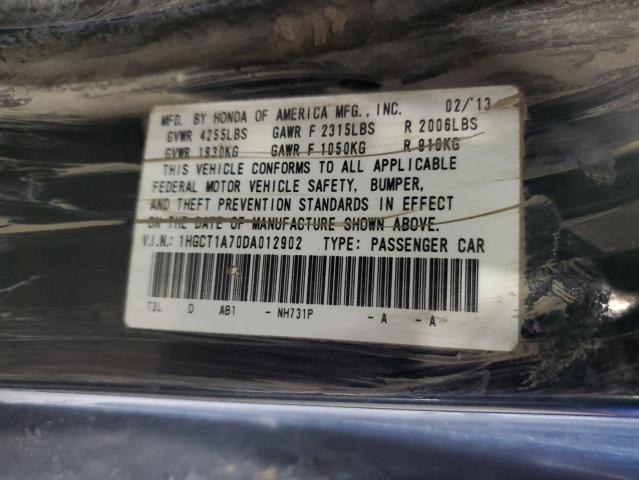 MFD. BY HONDA OF AMERICA MFG., INC. 02/'13
GVWR 4255LBS GAWR F 2315LBS R 2006LBS
GVWR 1930KG GAWR F 1050KG R 910KG
THIS VEHICLE CONFORMS TO ALL APPLICABLE
FEDERAL MOTOR VEHICLE SAFETY, BUMPER,
AND THEFT PREVENTION STANDARDS IN EFFECT
ON THE DATE OF MANUFACTURE SHOWN ABOVE.
V.I.N.: 1HGCT1A70DA012902 TYPE: PASSENGER CAR
T3L D AB1 - NH731P - A - A-